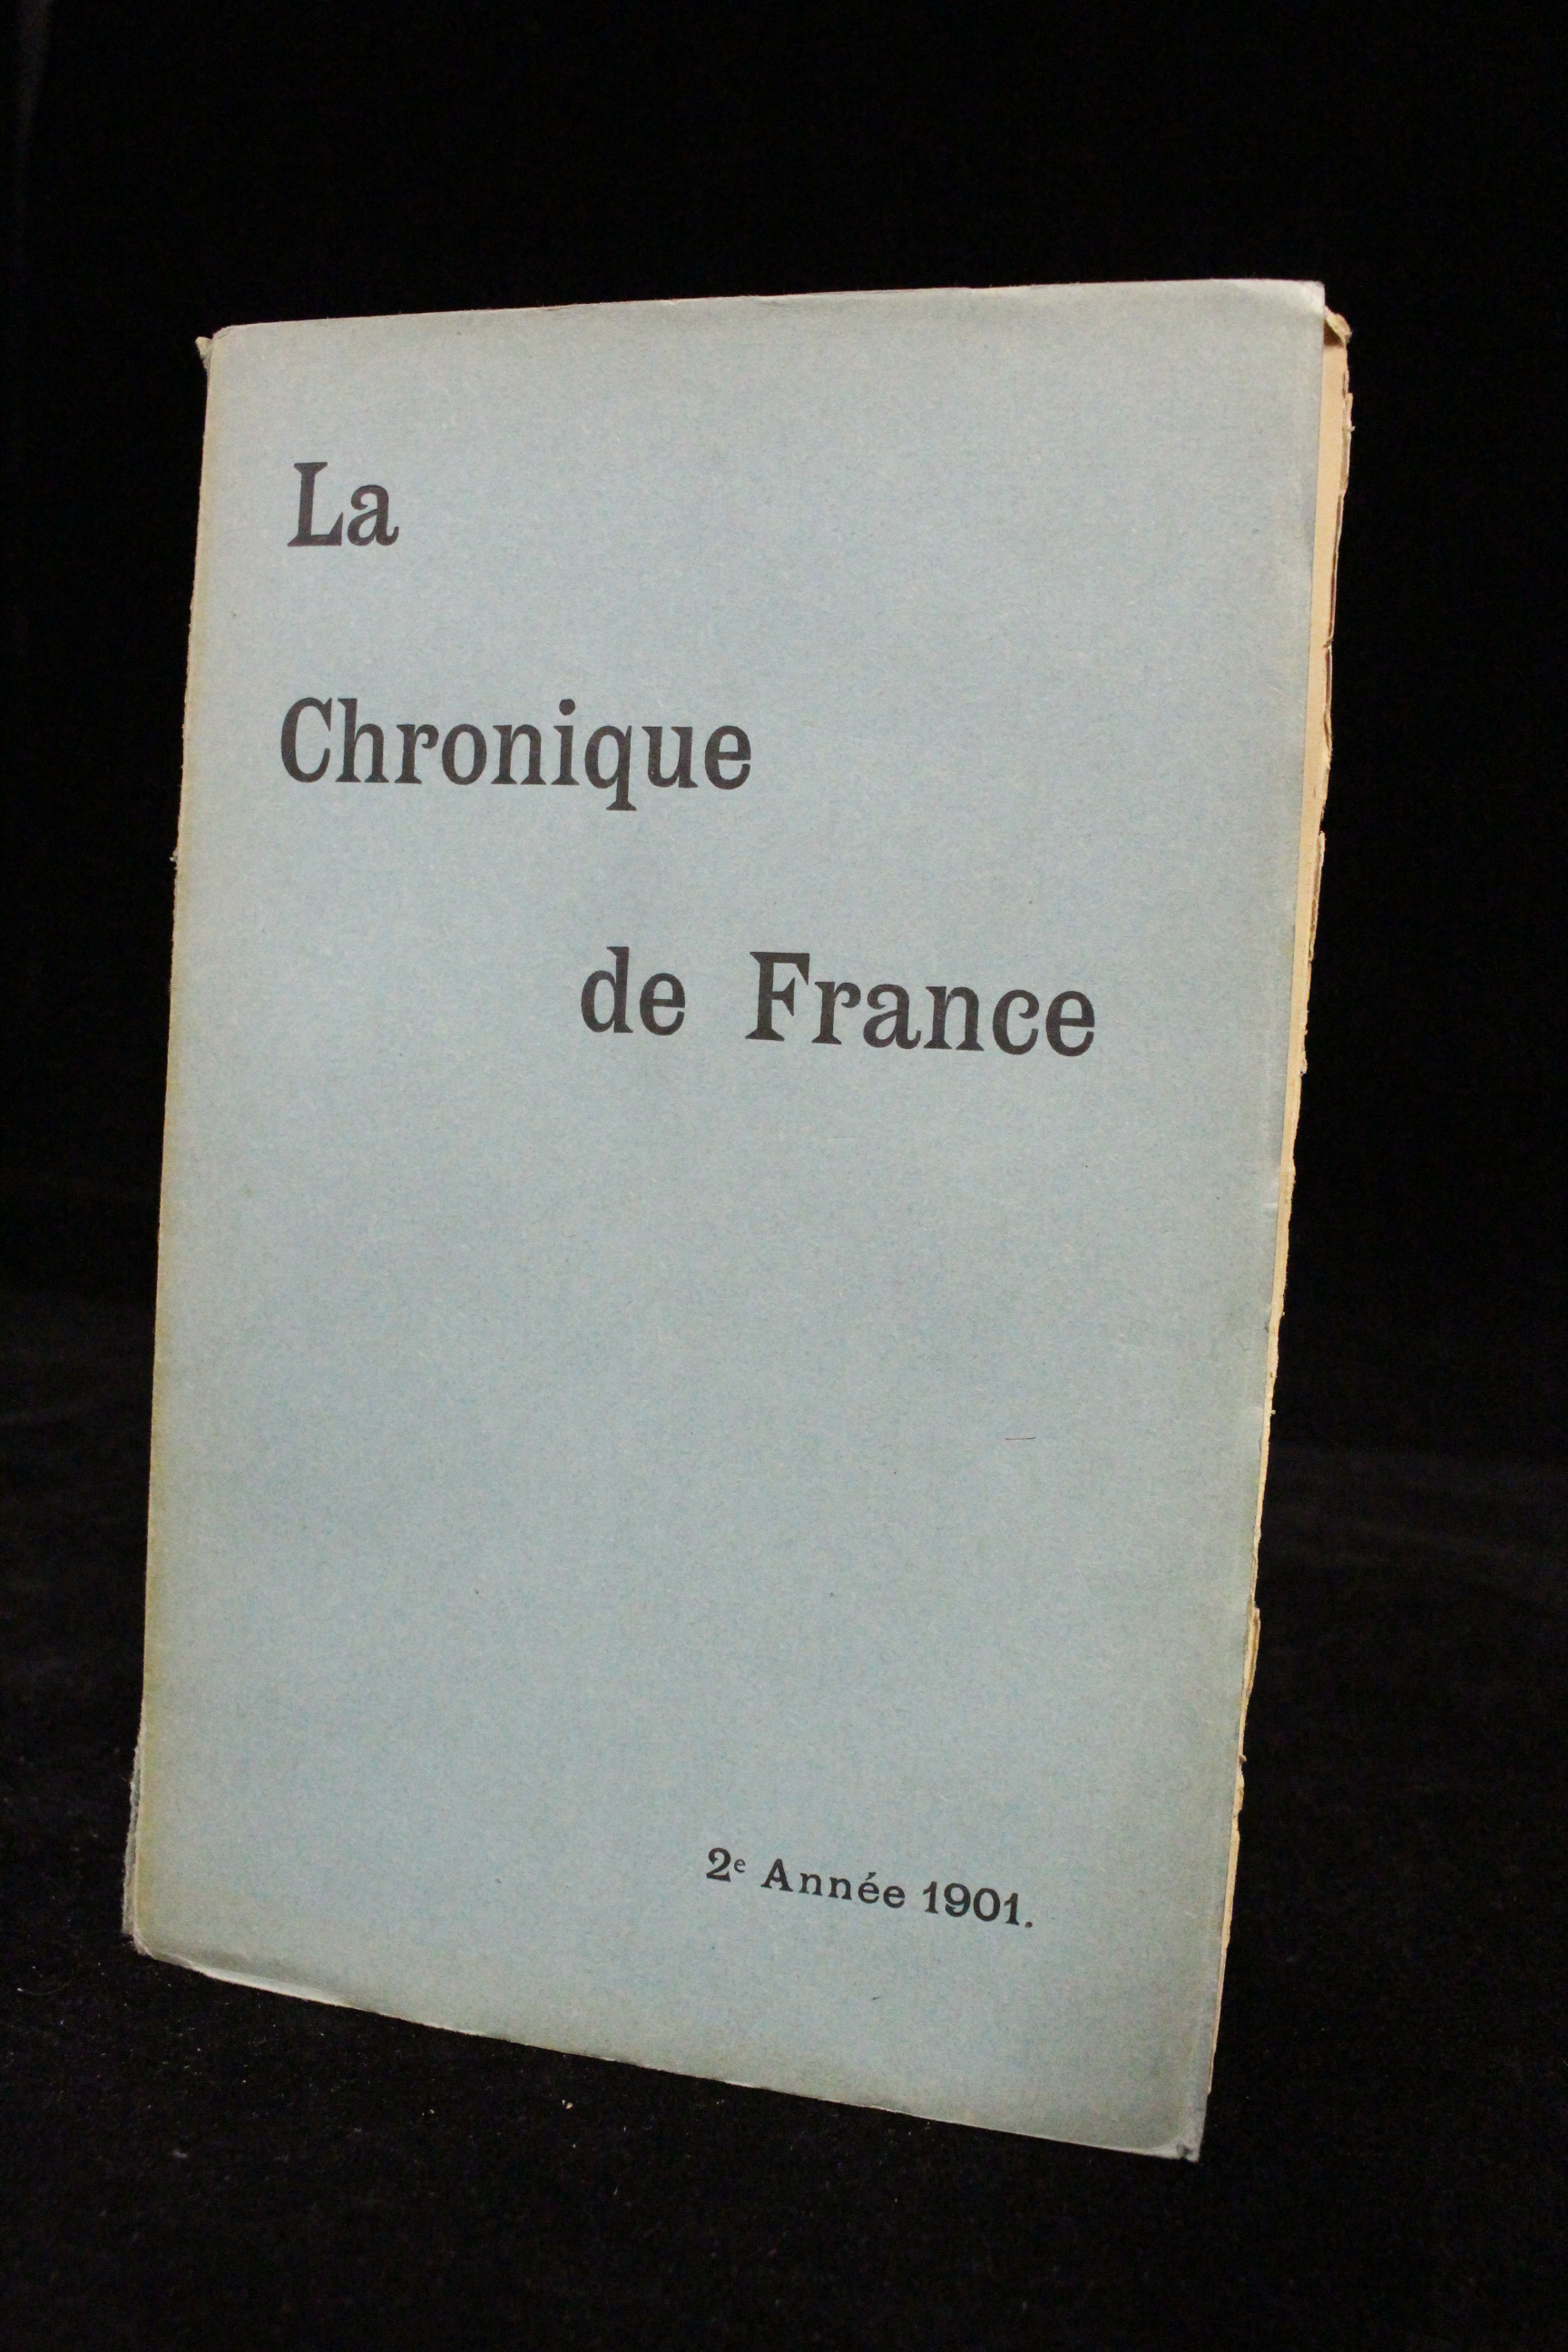 La
Chronique
de France
2e Année 1901.